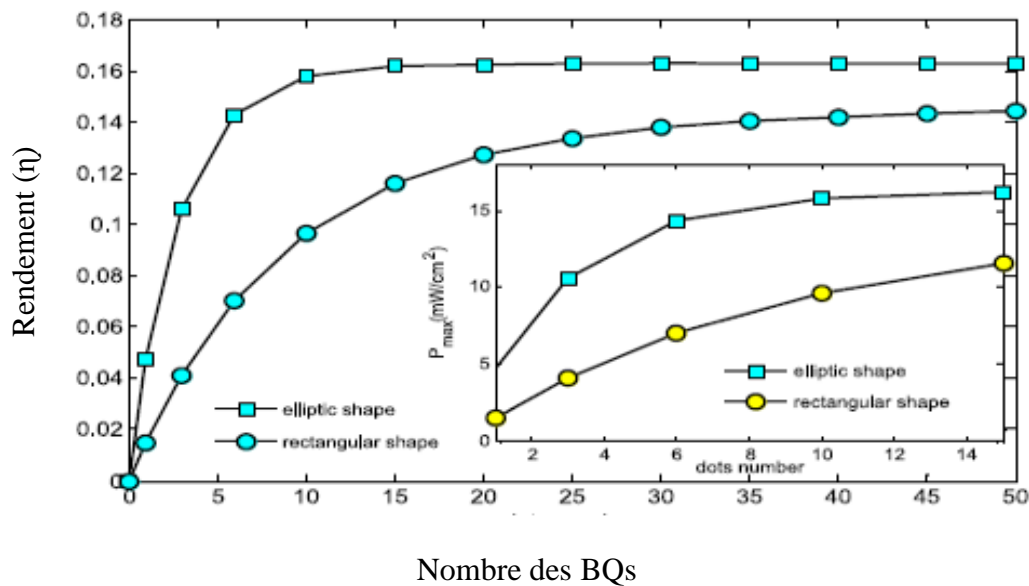 0.18
0.16
0.14
0.12
0.1
0.08
0.06
0.04
0.02
0
Rendement (η)
elliptic shape
rectangular shape
15
10
5
0
P_max (mW/cm²)
elliptic shape
rectangular shape
2 4 6 8 10 12 14
dots number
0 5 10 15 20 25 30 35 40 45 50
Nombre des BQs